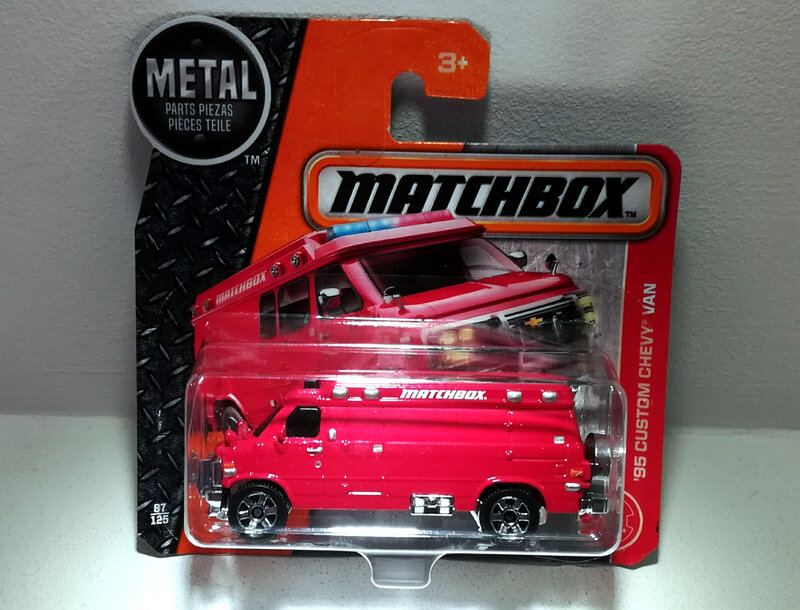 METAL
PARTS PIEZAS
PIÈCES TEILE
TM
3+
MATCHBOX
TM
MATCHBOX
'95 CUSTOM CHEVY® VAN
MATCHBOX
87
125